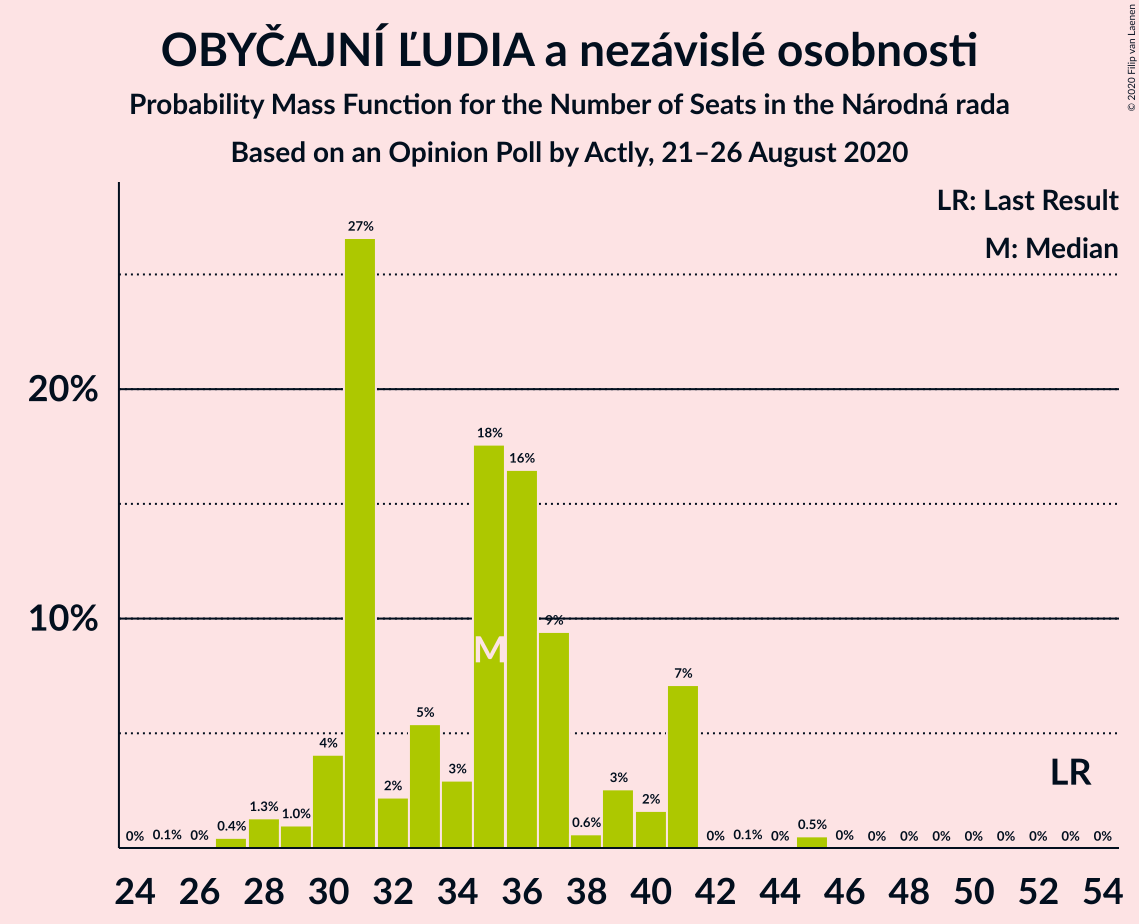 OBYČAJNÍ ĽUDIA a nezávislé osobnosti
Probability Mass Function for the Number of Seats in the Národná rada
Based on an Opinion Poll by Actly, 21–26 August 2020
© 2020 Filip van Laenen
LR: Last Result
M: Median
20%
10%
0% 0.1% 0% 0.4% 1.3% 1.0% 4% 27% 2% 5% 3% 18% 16% 9% 0.6% 3% 2% 7% 0% 0.1% 0% 0.5% 0% 0% 0% 0% 0% 0% 0% 0% 0%
M
LR
24 26 28 30 32 34 36 38 40 42 44 46 48 50 52 54